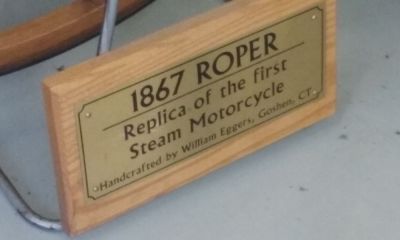 1867 ROPER
Replica of the first
Steam Motorcycle
Handcrafted by William Eggers, Goshen, CT.